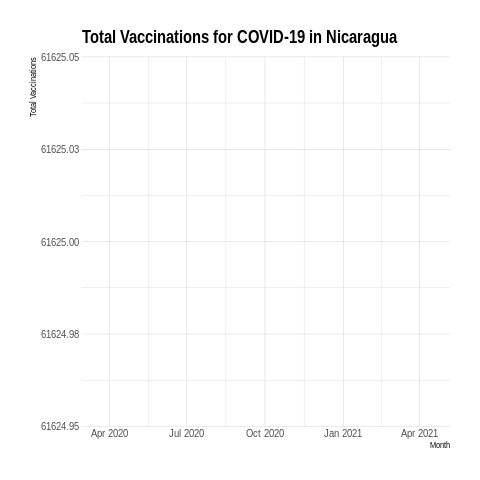 Total Vaccinations for COVID-19 in Nicaragua
Total Vaccinations
61625.05
61625.03
61625.00
61624.98
61624.95
Apr 2020 Jul 2020 Oct 2020 Jan 2021 Apr 2021
Month